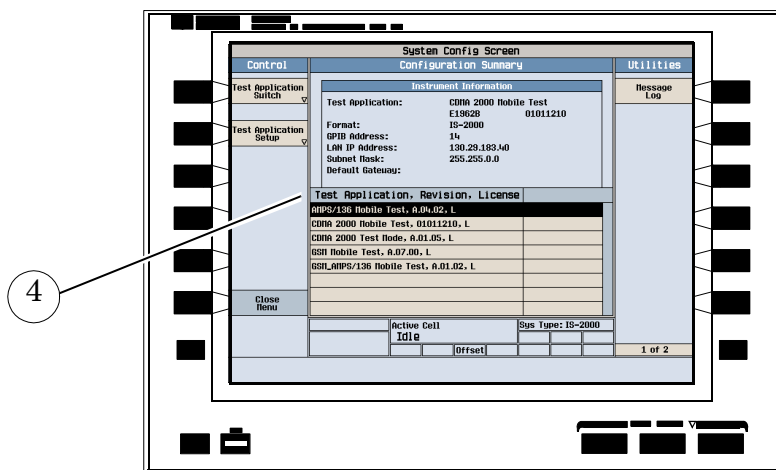 System Config Screen
Control
Configuration Summary
Utilities
Test Application
Switch
Test Application
Setup
Close
Menu
Instrument Information
Test Application: CDMA 2000 Mobile Test
E1962B 01011210
Format: IS-2000
GPIB Address: 14
LAN IP Address: 130.29.183.40
Subnet Mask: 255.255.0.0
Default Gateway:
Test Application, Revision, License
AMPS/136 Mobile Test, A.04.02, L
CDMA 2000 Mobile Test, 01011210, L
CDMA 2000 Test Mode, A.01.05, L
GSM Mobile Test, A.07.00, L
GSM_AMPS/136 Mobile Test, A.01.02, L
Active Cell
Idle
Sys Type: IS-2000
Offset
Message
Log
1 of 2
4